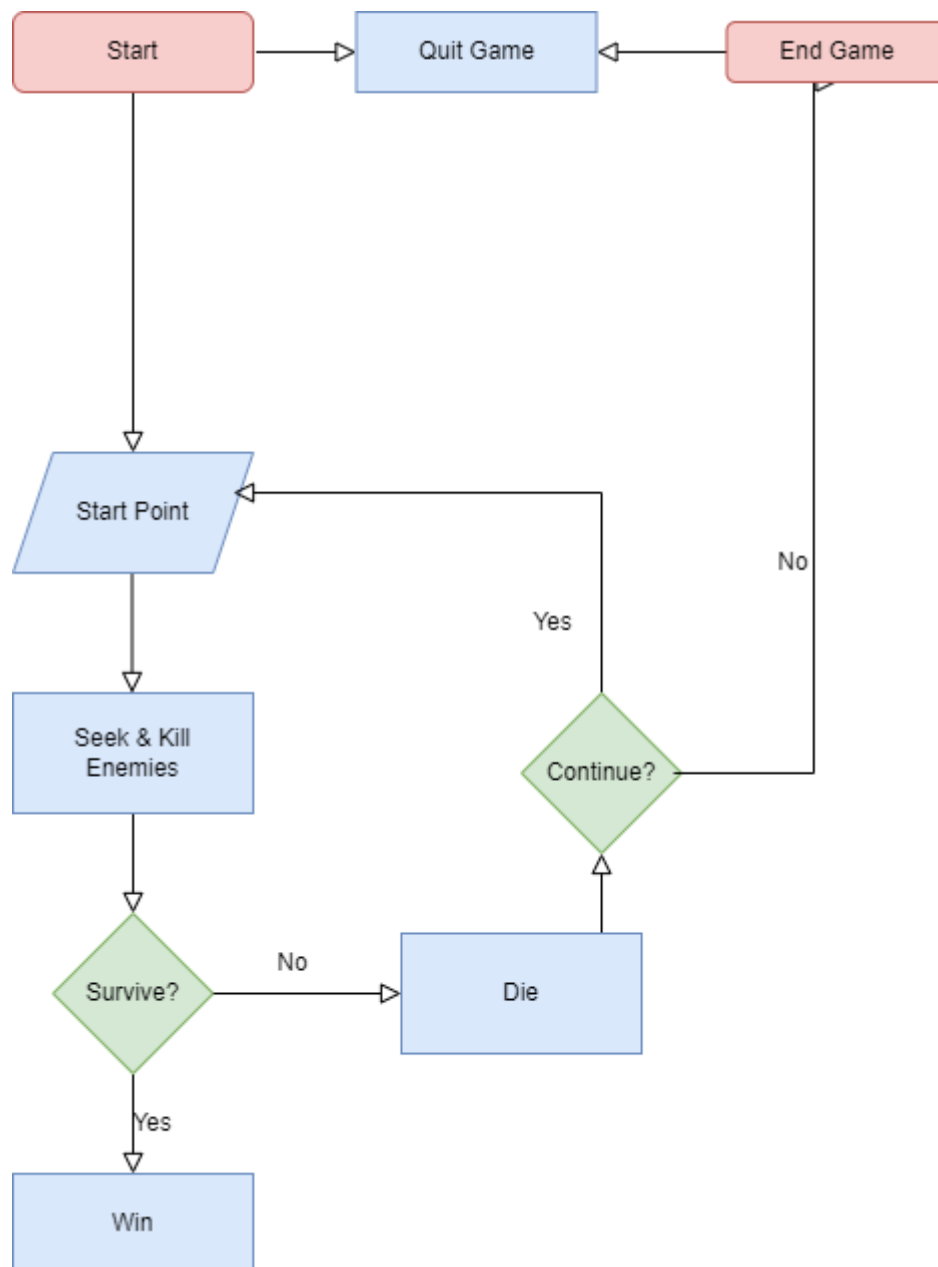 Start
Quit Game
End Game
Start Point
No
Yes
Seek & Kill
Enemies
Continue?
No
Survive?
Die
Yes
Win